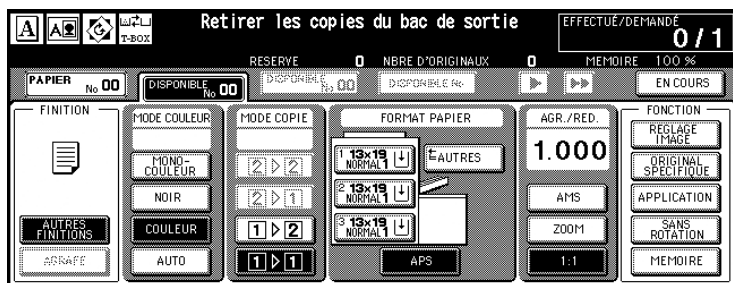 Retirer les copies du bac de sortie
EFFECTUÉ/DEMANDÉ
0 / 1
A
A
T-BOX
RESERVE 0 NBRE D'ORIGINAUX 0 MEMOIRE 100 %
PAPIER No 00
DISPONIBLE No 00
DISPONIBLE No 00
DISPONIBLE No
EN COURS
FINITION
AUTRES FINITIONS
AGRAFE
MODE COULEUR
MONO-
COULEUR
NOIR
COULEUR
AUTO
MODE COPIE
2 2
2 1
1 2
1 1
FORMAT PAPIER
1 13x19
NORMAL 1
AUTRES
2 13x19
NORMAL 1
3 13x19
NORMAL 1
APS
AGR./RED.
1.000
AMS
ZOOM
1:1
FONCTION
REGLAGE
IMAGE
ORIGINAL
SPECIFIQUE
APPLICATION
SANS
ROTATION
MEMOIRE